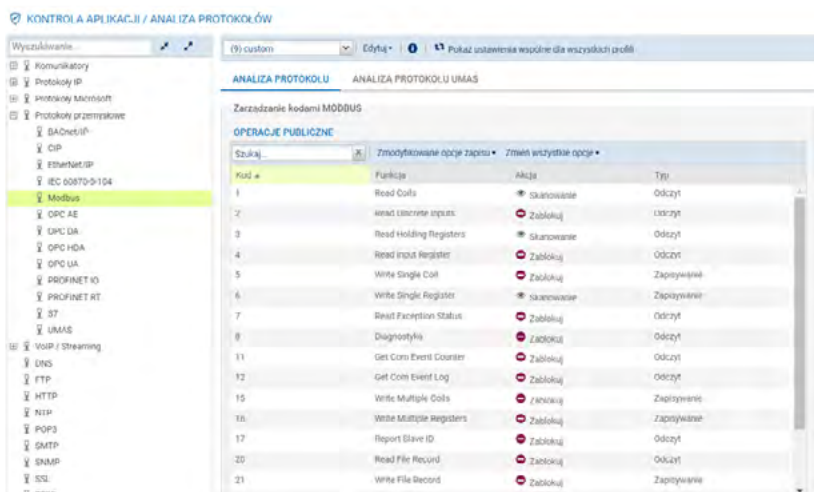 KONTROLA APLIKACJI / ANALIZA PROTOKOŁÓW
Wyszukiwanie...
Komunikatory
Protokoły IP
Protokoły Microsoft
Protokoły przemysłowe
BACnet/IP
CIP
EtherNet/IP
IEC 60870-5-104
Modbus
OPC AE
OPC DA
OPC HDA
OPC UA
PROFINET IO
PROFINET RT
S7
UMAS
VoIP / Streaming
DNS
FTP
HTTP
NTP
POP3
SMTP
SNMP
SSL
(9) custom Edytuj Pokaż ustawienia wspólne dla wszystkich profili
ANALIZA PROTOKOŁU ANALIZA PROTOKOŁU UMAS
Zarządzanie kodami MODBUS
OPERACJE PUBLICZNE
Szukaj... Zmodyfikowane opcje zapisu Zmień wszystkie opcje
Kod Funkcja Akcja Typ
1 Read Coils Skanowanie Odczyt
2 Read Discrete Inputs Zablokuj Odczyt
3 Read Holding Registers Skanowanie Odczyt
4 Read Input Register Zablokuj Odczyt
5 Write Single Coil Zablokuj Zapisywanie
6 Write Single Register Skanowanie Zapisywanie
7 Read Exception Status Zablokuj Odczyt
8 Diagnostyka Zablokuj Odczyt
11 Get Com Event Counter Zablokuj Odczyt
12 Get Com Event Log Zablokuj Odczyt
15 Write Multiple Coils Zablokuj Zapisywanie
16 Write Multiple Registers Zablokuj Zapisywanie
17 Report Slave ID Zablokuj Odczyt
20 Read File Record Zablokuj Odczyt
21 Write File Record Zablokuj Zapisywanie